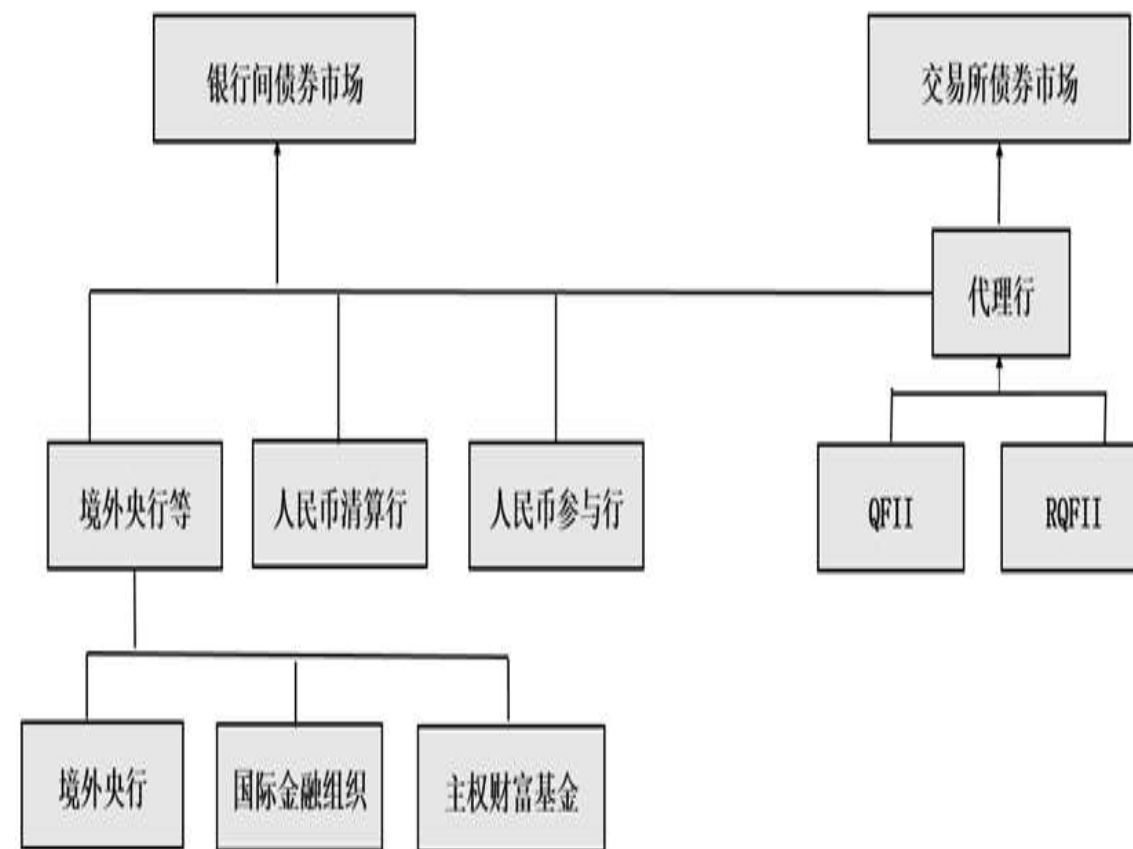 银行间债券市场
交易所债券市场
代理行
境外央行等
人民币清算行
人民币参与行
QFII
RQFII
境外央行
国际金融组织
主权财富基金